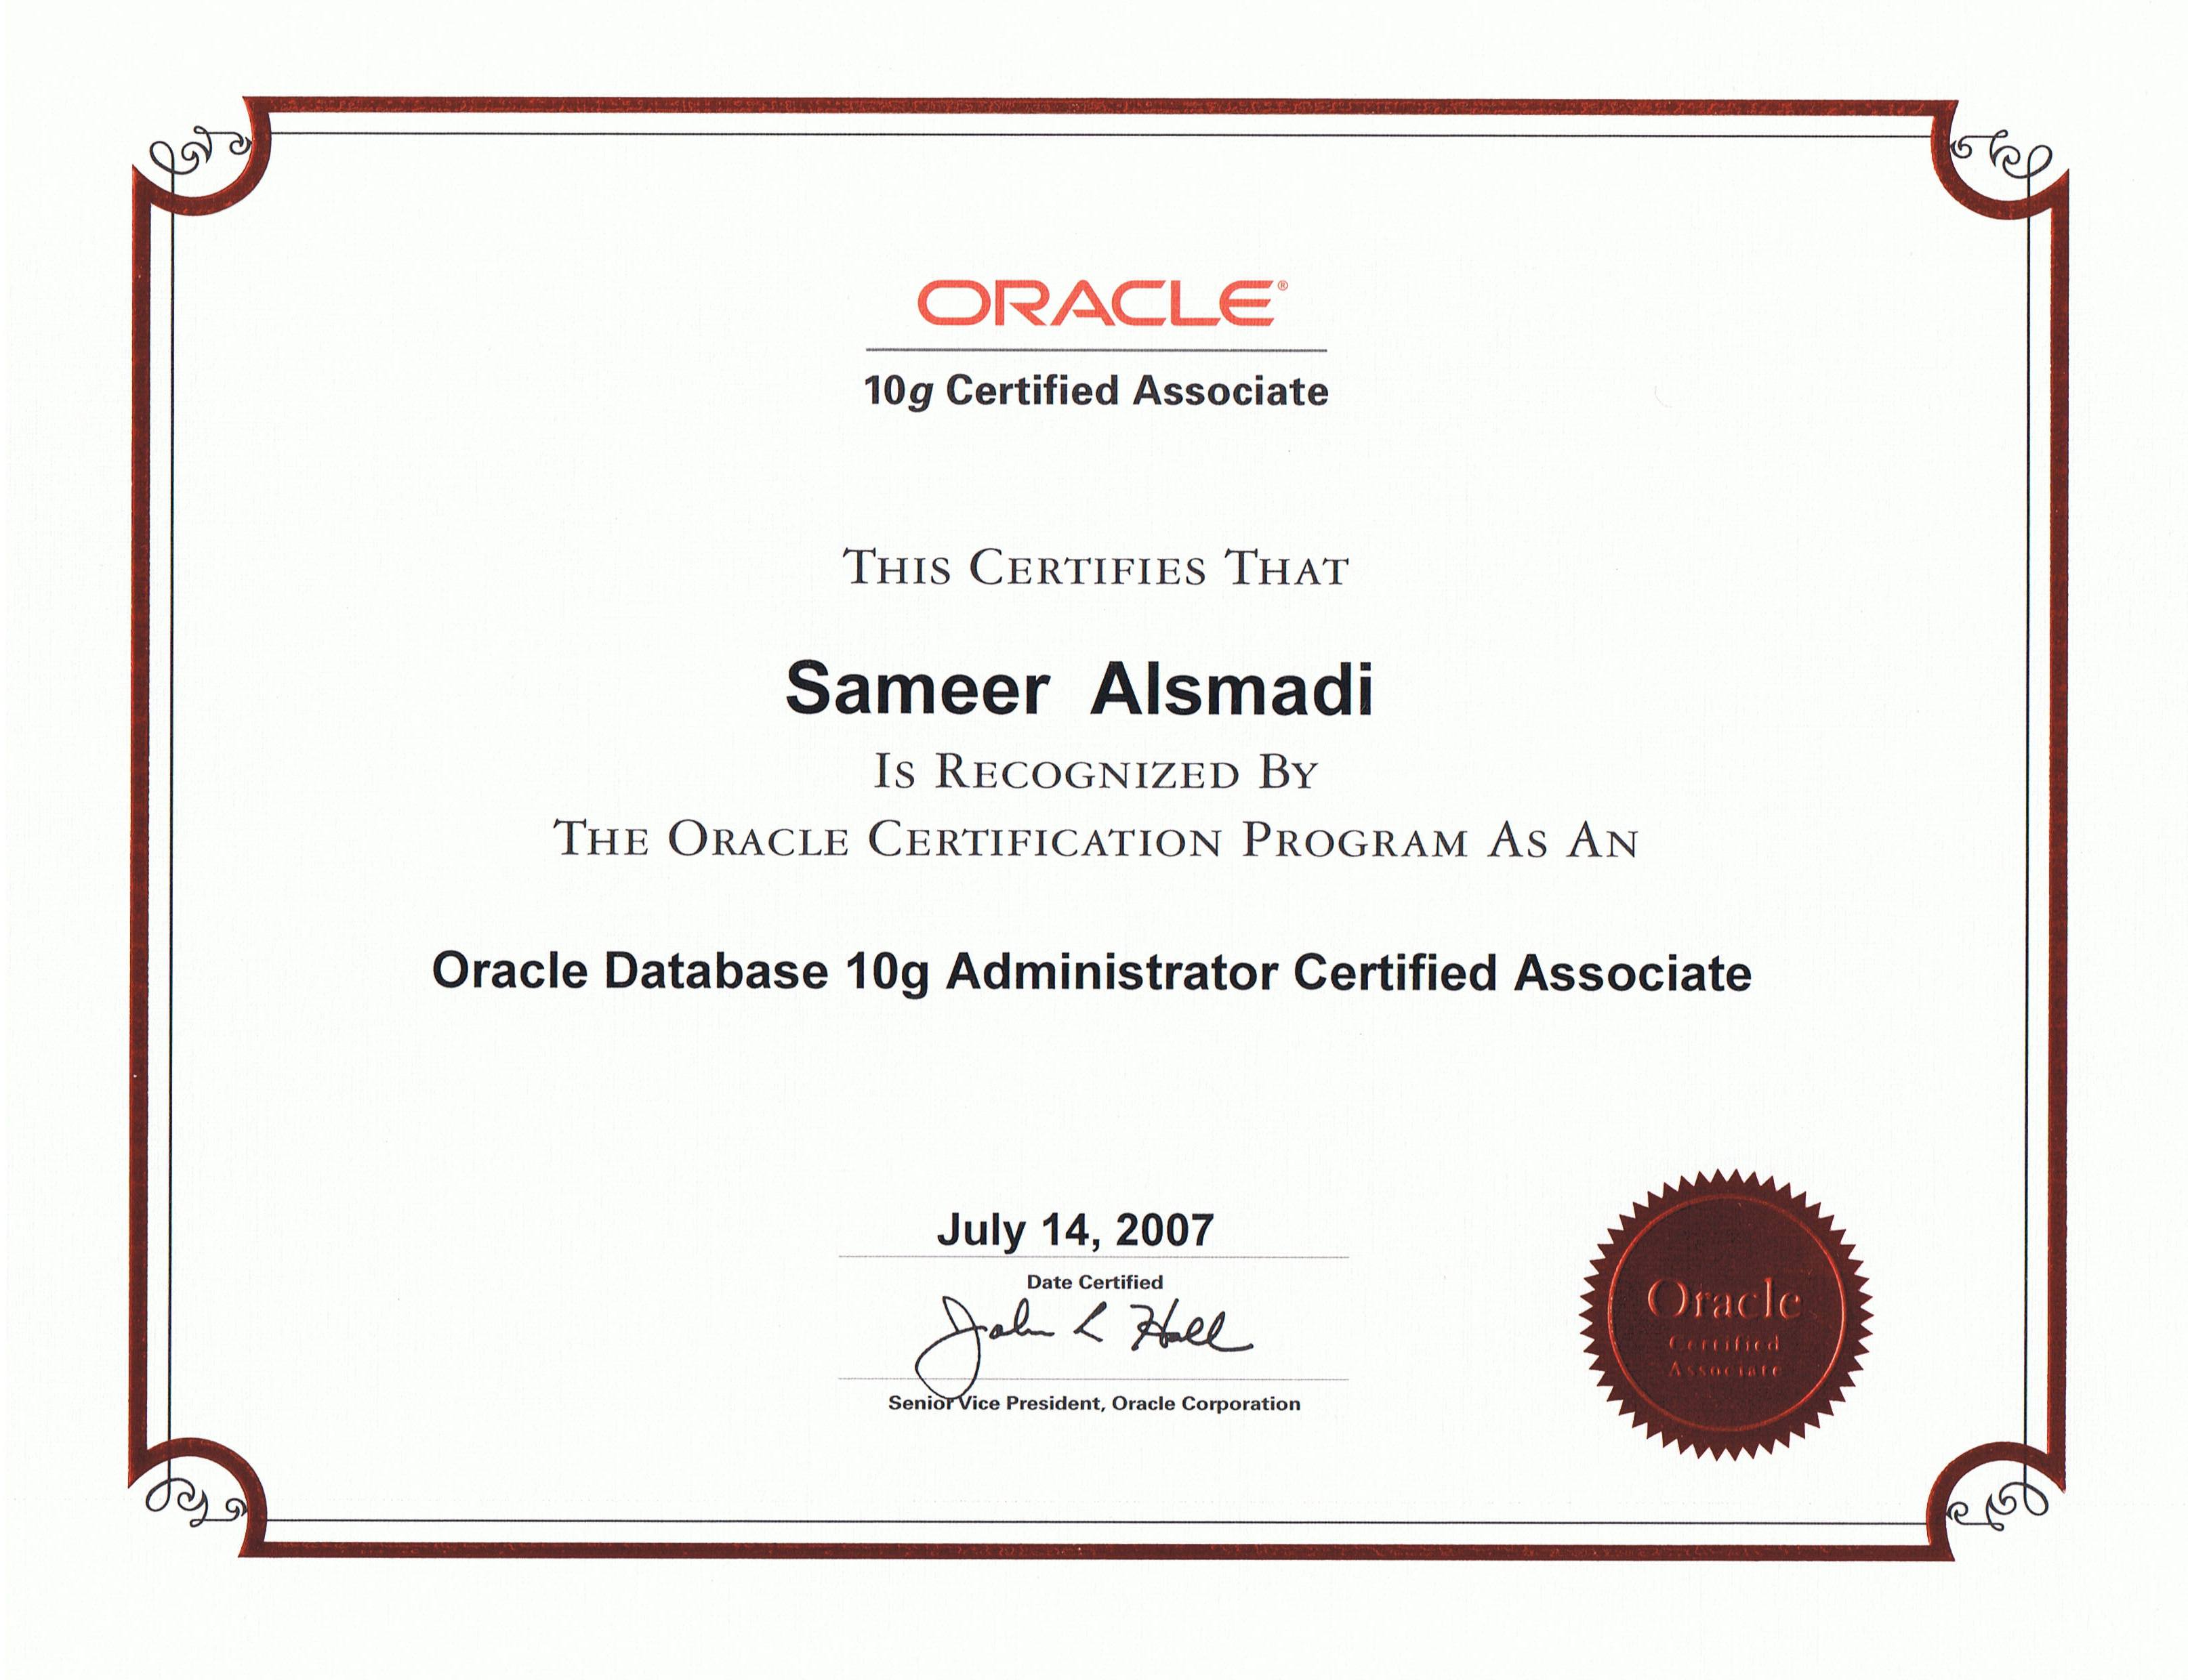 ORACLE®
10g Certified Associate
THIS CERTIFIES THAT
Sameer Alsmadi
IS RECOGNIZED BY
THE ORACLE CERTIFICATION PROGRAM AS AN
Oracle Database 10g Administrator Certified Associate
July 14, 2007
Date Certified
John L Hall
Senior Vice President, Oracle Corporation
Oracle
Certified
Associate